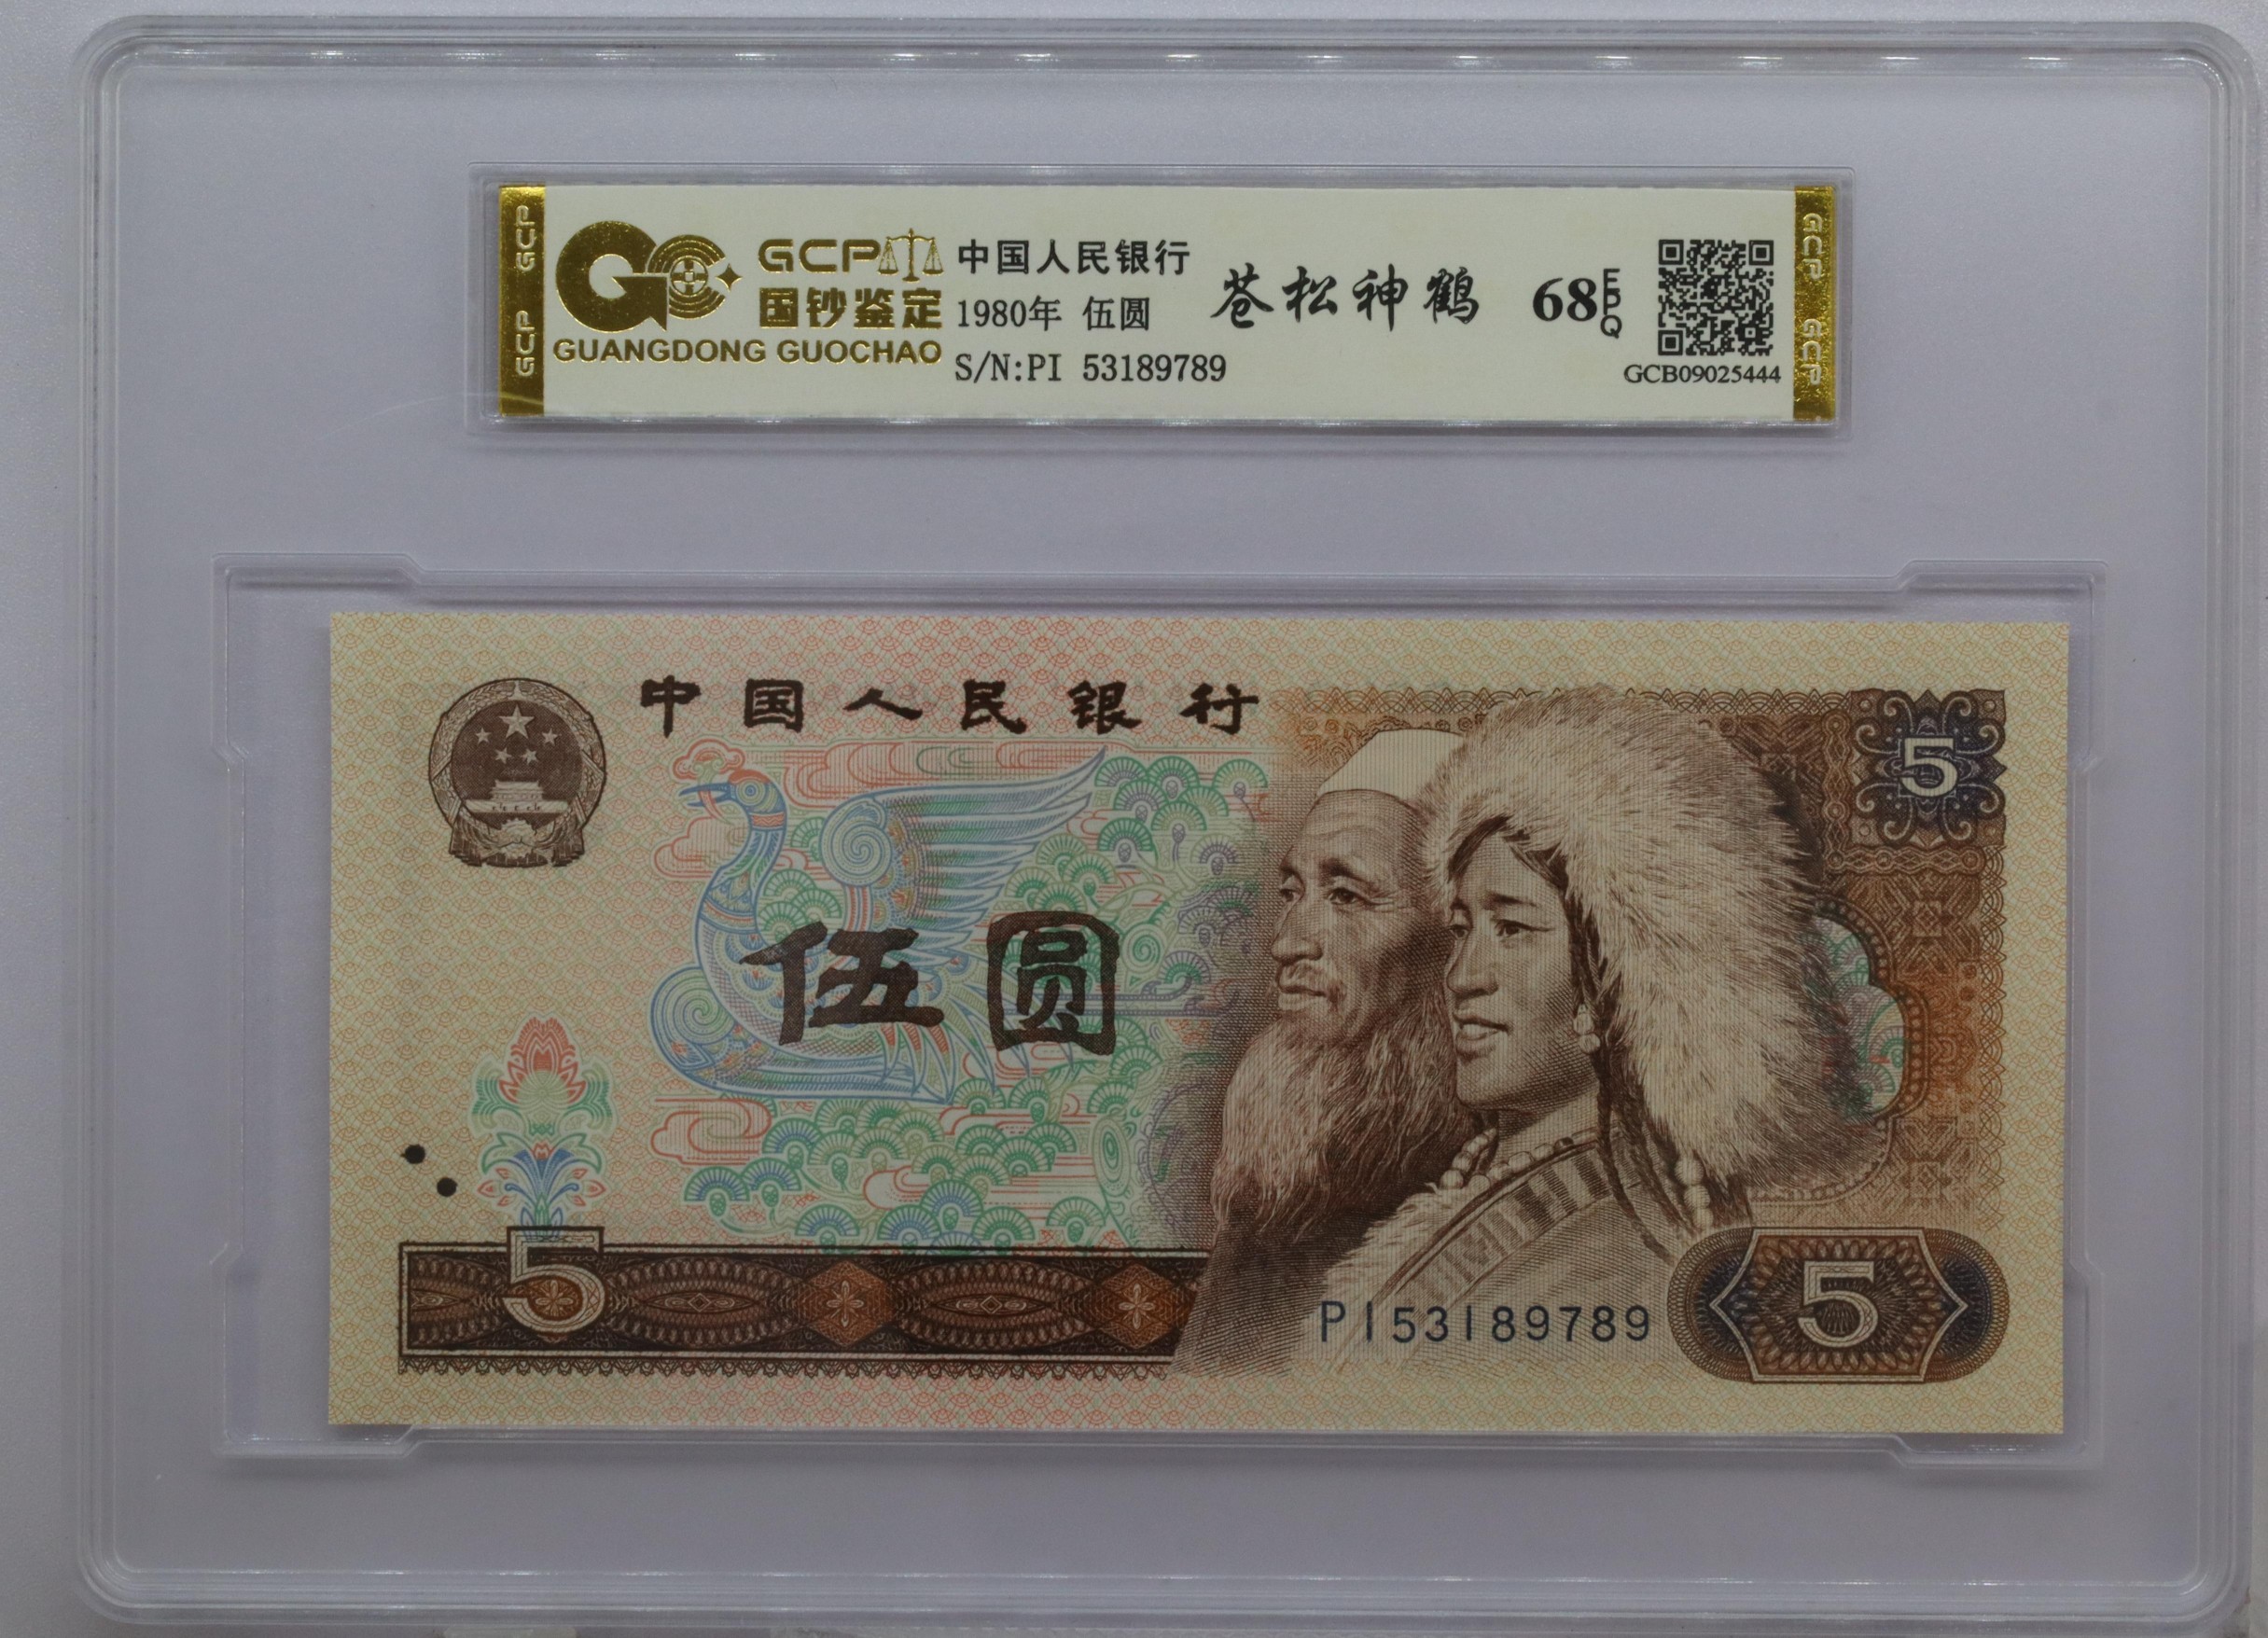 GCP GCP
GCP
国钞鉴定
GUANGDONG GUOCHAO
中国人民银行
1980年 伍圆
S/N:PI 53189789
苍松神鹤
68 EPQ
GCB09025444
GCP GCP
中国人民银行
5
伍圆
5
PI53189789
5